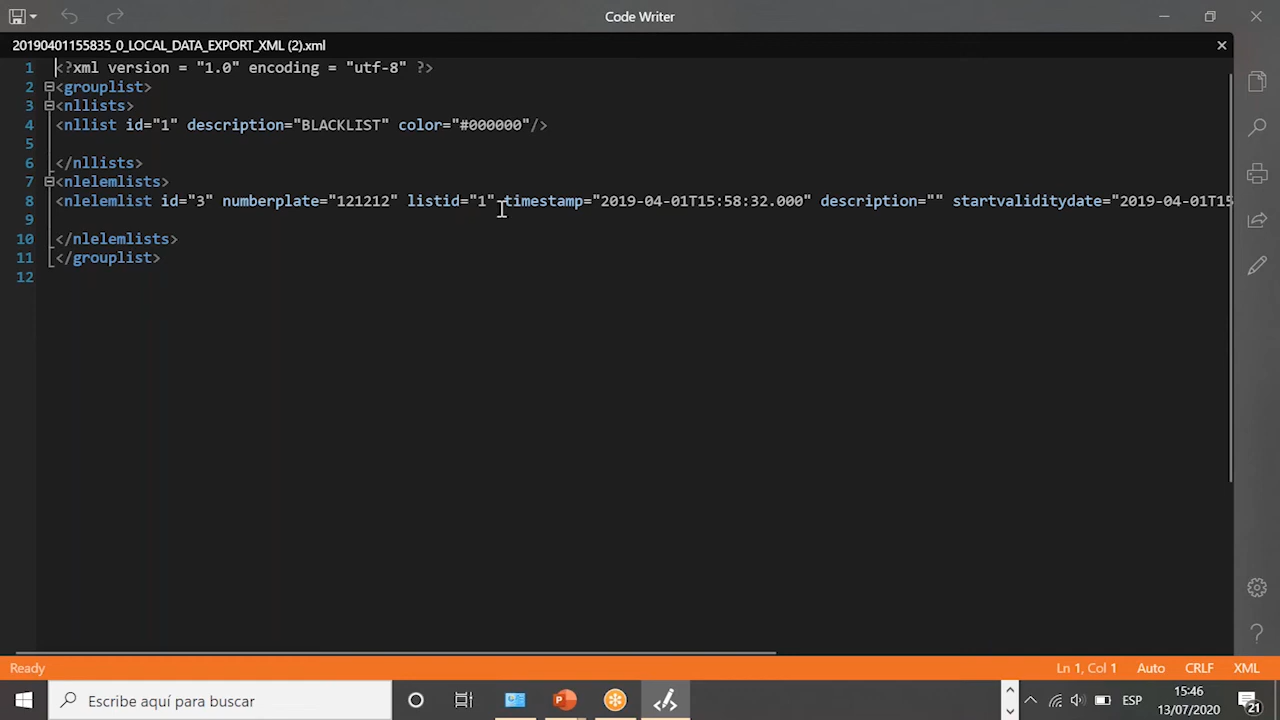 Code Writer
20190401155835_0_LOCAL_DATA_EXPORT_XML (2).xml
1 <?xml version = "1.0" encoding = "utf-8" ?>
2 <grouplist>
3 <nllists>
4 <nllist id="1" description="BLACKLIST" color="#000000"/>
5
6 </nllists>
7 <nlelemlists>
8 <nlelemlist id="3" numberplate="121212" listid="1" timestamp="2019-04-01T15:58:32.000" description="" startvaliditydate="2019-04-01T15
9
10 </nlelemlists>
11 </grouplist>
12
Ready
Ln 1, Col 1
Auto
CRLF
XML
Escribe aquí para buscar
ESP
15:46
13/07/2020
21